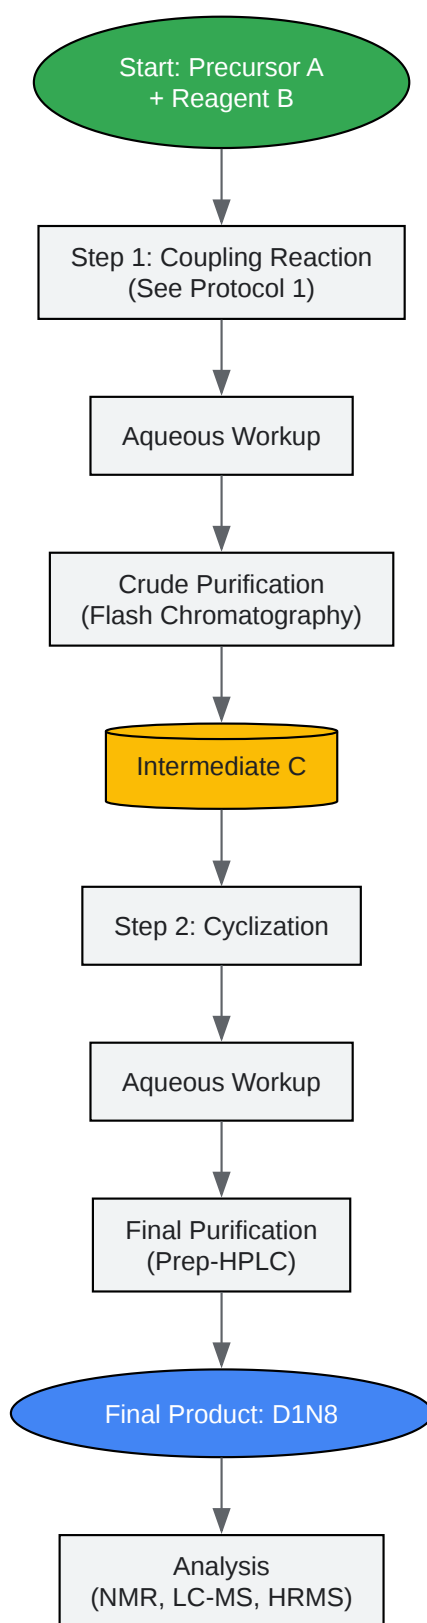 Start: Precursor A
+ Reagent B
Step 1: Coupling Reaction
(See Protocol 1)
Aqueous Workup
Crude Purification
(Flash Chromatography)
Intermediate C
Step 2: Cyclization
Aqueous Workup
Final Purification
(Prep-HPLC)
Final Product: D1N8
Analysis
(NMR, LC-MS, HRMS)